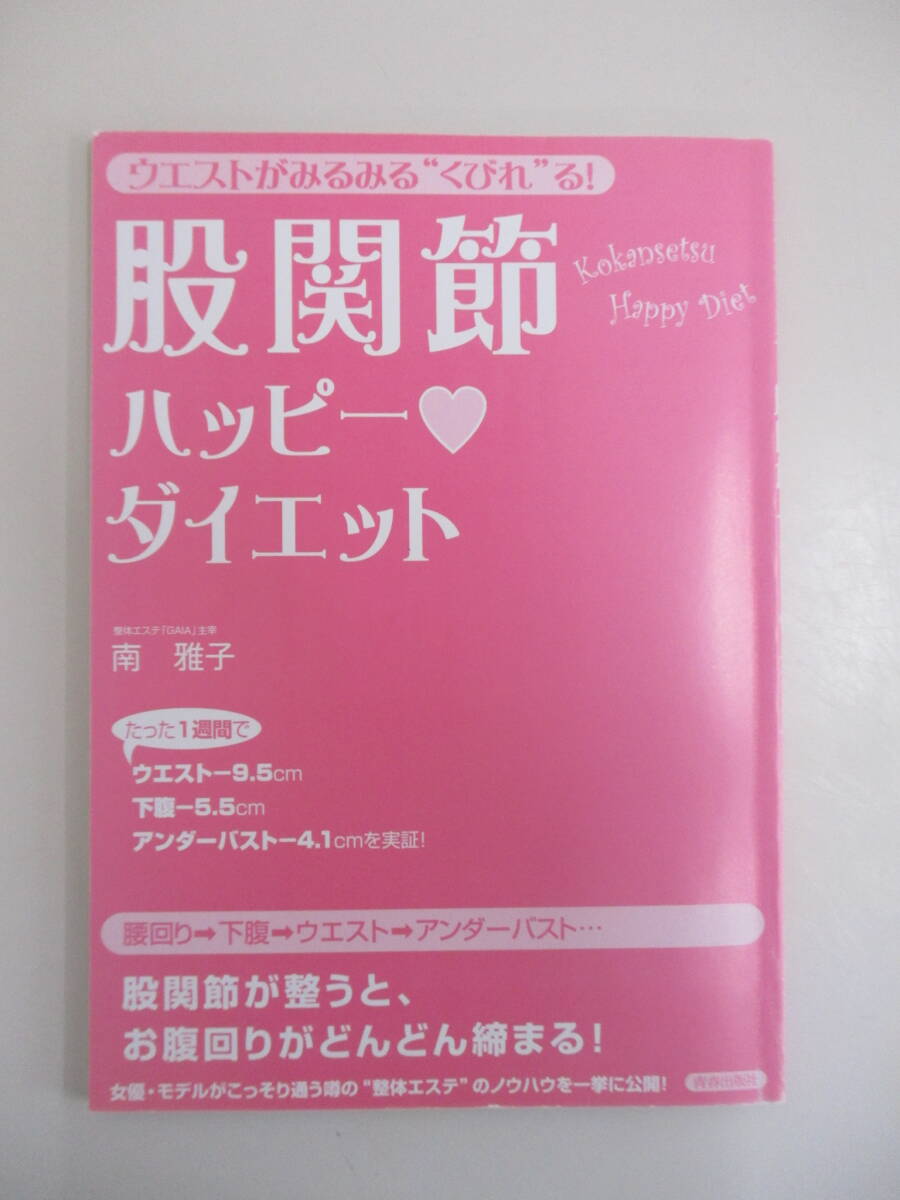 ウエストがみるみる“くびれ”る!
股関節
Kokansetsu
Happy Diet
ハッピー♥
ダイエット
整体エステ「GAIA」主宰
南 雅子
たった1週間で
ウエストー9.5cm
下腹ー5.5cm
アンダーバストー4.1cmを実証!
腰回り➡下腹➡ウエスト➡アンダーバスト…
股関節が整うと、
お腹回りがどんどん締まる!
女優・モデルがこっそり通う噂の“整体エステ”のノウハウを一挙に公開!
青春出版社